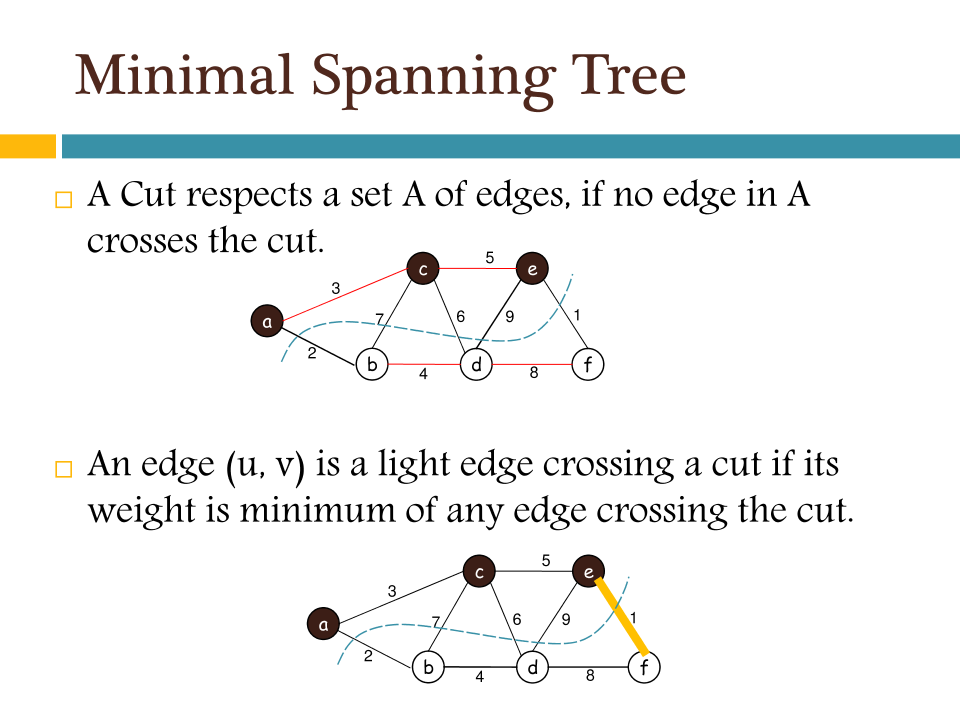 Minimal Spanning Tree
A Cut respects a set A of edges, if no edge in A
crosses the cut.
c 5 e
3
a 7 6 9 1
2
b 4 d 8 f
An edge (u, v) is a light edge crossing a cut if its
weight is minimum of any edge crossing the cut.
c 5 e
3
a 7 6 9 1
2
b 4 d 8 f